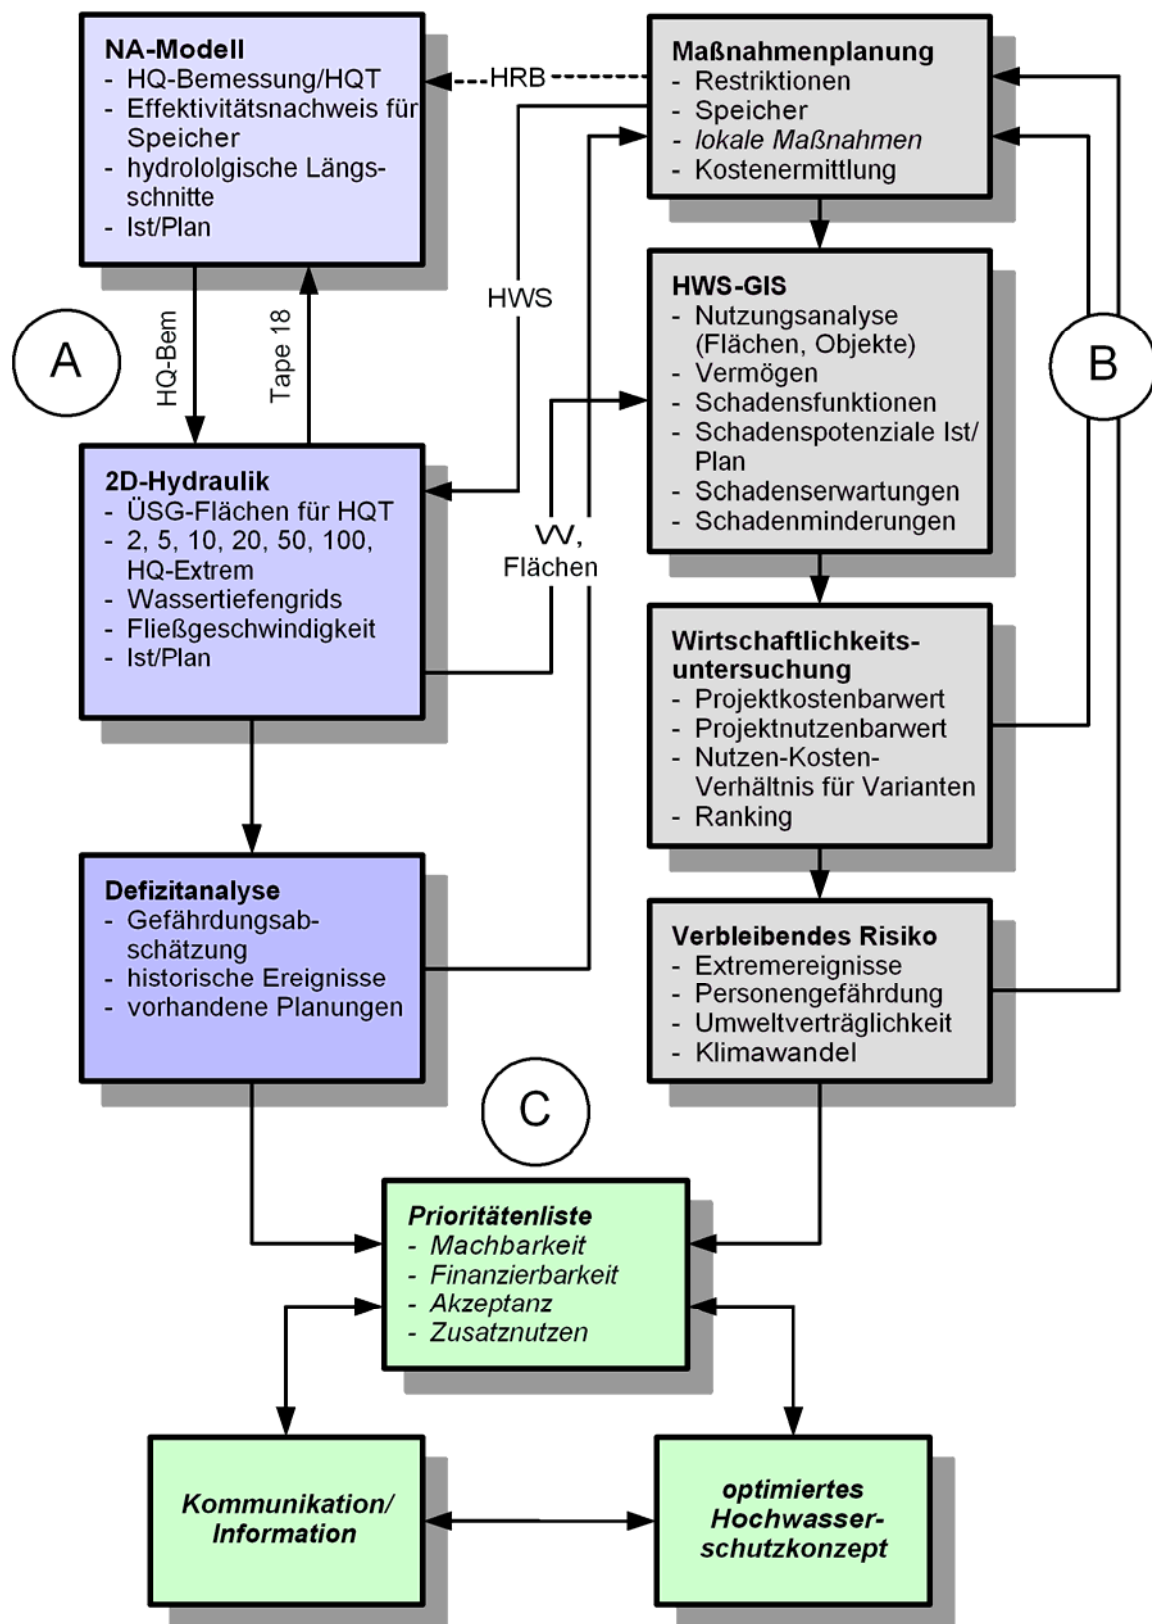 NA-Modell
- HQ-Bemessung/HQT
- Effektivitätsnachweis für
Speicher
- hydrololgische Längs-
schnitte
- Ist/Plan
HRB
Maßnahmenplanung
- Restriktionen
- Speicher
- lokale Maßnahmen
- Kostenermittlung
A
HQ-Bem
Tape 18
HWS
HWS-GIS
- Nutzungsanalyse
(Flächen, Objekte)
- Vermögen
- Schadensfunktionen
- Schadenspotenziale Ist/
Plan
- Schadenserwartungen
- Schadenminderungen
B
2D-Hydraulik
- ÜSG-Flächen für HQT
- 2, 5, 10, 20, 50, 100,
HQ-Extrem
- Wassertiefengrids
- Fließgeschwindigkeit
- Ist/Plan
Flächen
Wirtschaftlichkeits-
untersuchung
- Projektkostenbarwert
- Projektnutzenbarwert
- Nutzen-Kosten-
Verhältnis für Varianten
- Ranking
Defizitanalyse
- Gefährdungsab-
schätzung
- historische Ereignisse
- vorhandene Planungen
Verbleibendes Risiko
- Extremereignisse
- Personengefährdung
- Umweltverträglichkeit
- Klimawandel
C
Prioritätenliste
- Machbarkeit
- Finanzierbarkeit
- Akzeptanz
- Zusatznutzen
Kommunikation/
Information
optimiertes
Hochwasser-
schutzkonzept